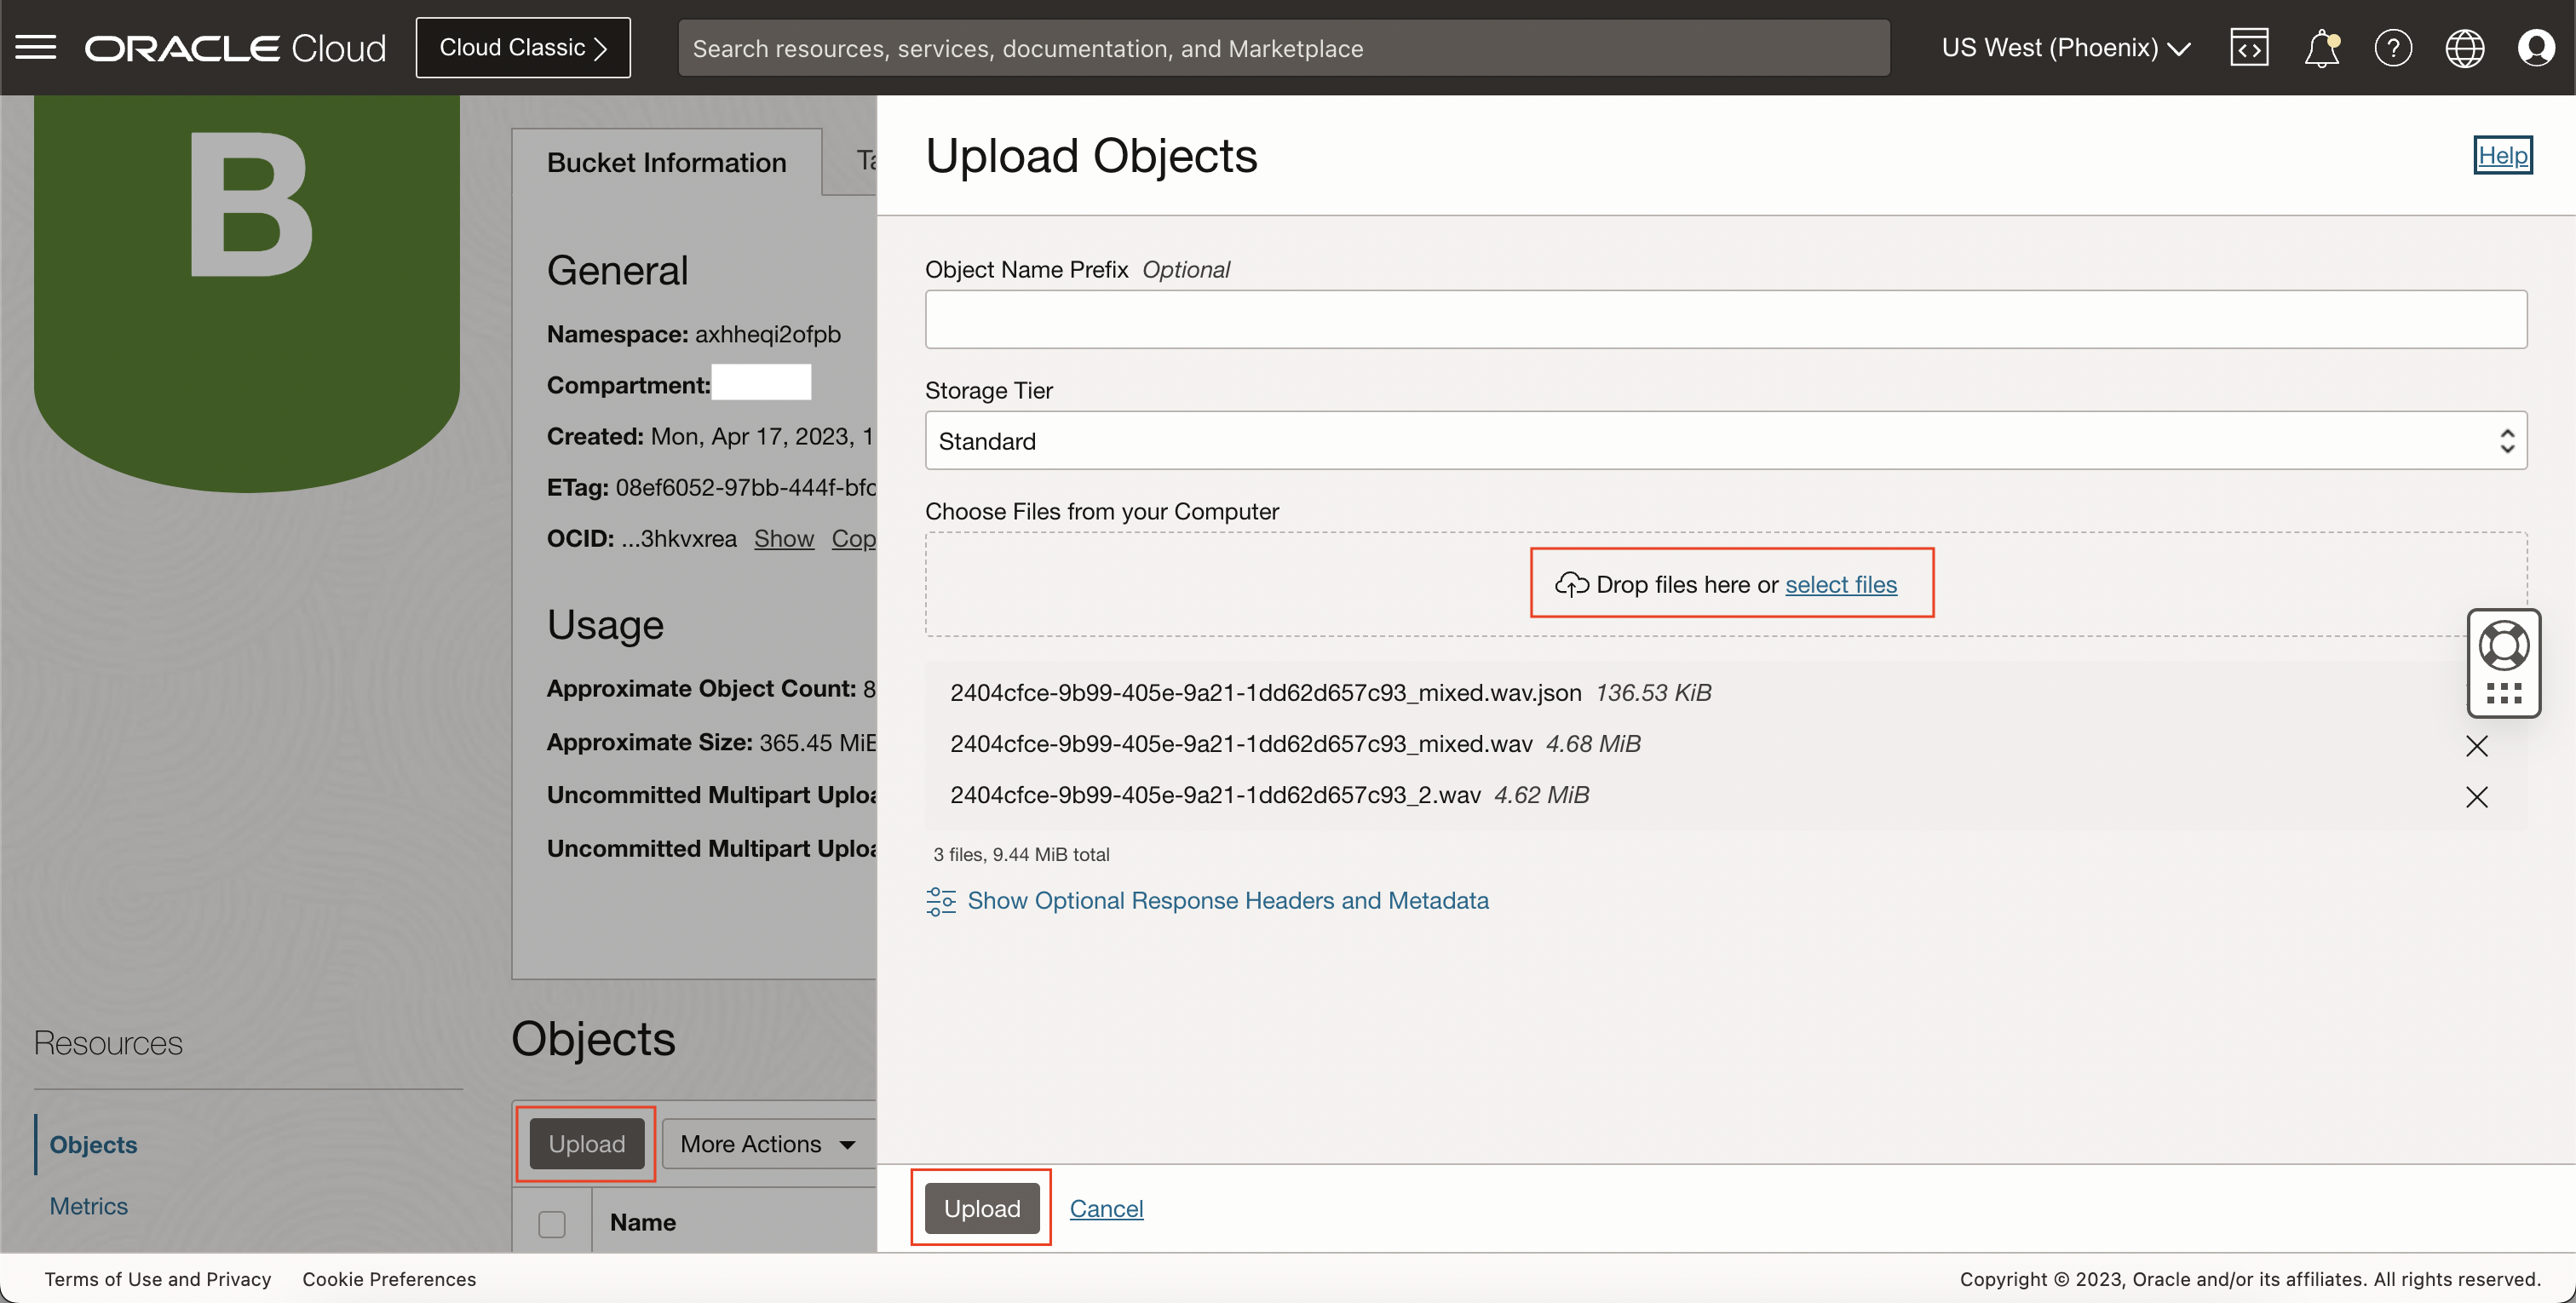 ORACLE Cloud
Cloud Classic
Search resources, services, documentation, and Marketplace
US West (Phoenix)
B
Bucket Information
General
Namespace: axhheqi2ofpb
Compartment:
Created: Mon, Apr 17, 2023, 1
ETag: 08ef6052-97bb-444f-bfc
OCID: ...3hkvxrea Show Cop
Usage
Approximate Object Count: 8
Approximate Size: 365.45 MiB
Uncommitted Multipart Uploa
Uncommitted Multipart Uploa
Resources
Objects
Metrics
Objects
Upload
More Actions
Name
Upload Objects
Help
Object Name Prefix Optional
Storage Tier
Standard
Choose Files from your Computer
Drop files here or select files
2404cfce-9b99-405e-9a21-1dd62d657c93_mixed.wav.json 136.53 KiB
2404cfce-9b99-405e-9a21-1dd62d657c93_mixed.wav 4.68 MiB
2404cfce-9b99-405e-9a21-1dd62d657c93_2.wav 4.62 MiB
3 files, 9.44 MiB total
Show Optional Response Headers and Metadata
Upload
Cancel
Terms of Use and Privacy
Cookie Preferences
Copyright © 2023, Oracle and/or its affiliates. All rights reserved.